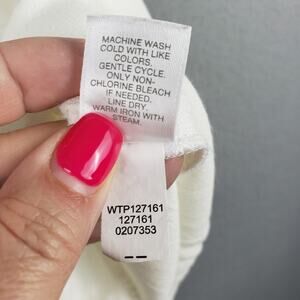 MACHINE WASH
COLD WITH LIKE
COLORS.
GENTLE CYCLE.
ONLY NON-
CHLORINE BLEACH
IF NEEDED.
LINE DRY.
WARM IRON WITH
STEAM.
WTP127161
127161
0207353